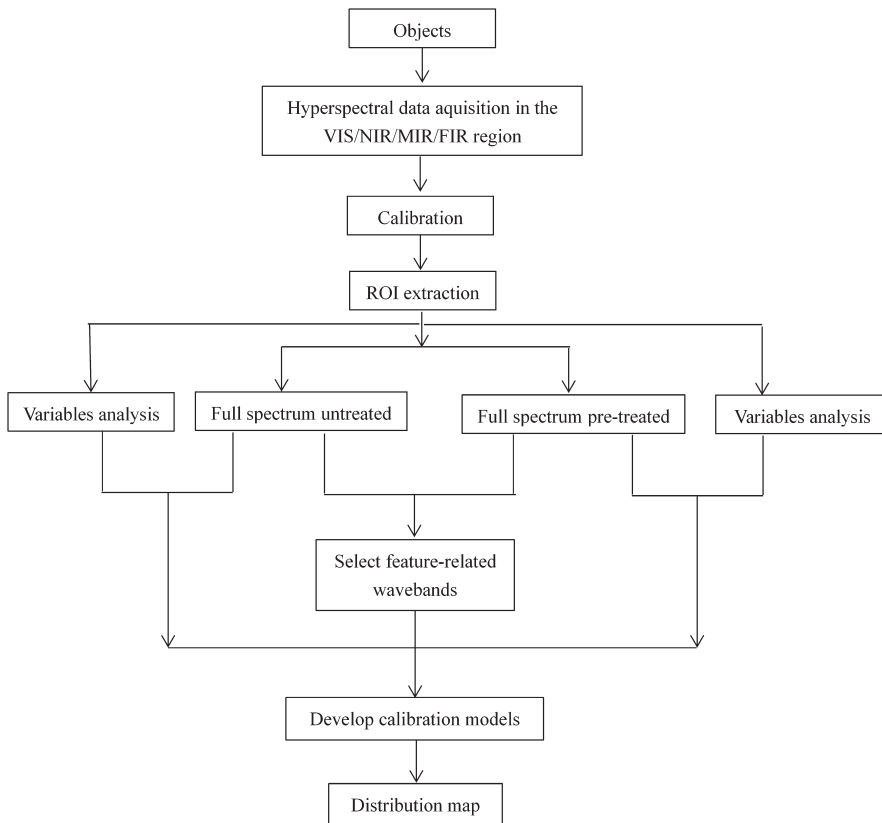 Objects
Hyperspectral data aquisition in the
VIS/NIR/MIR/FIR region
Calibration
ROI extraction
Variables analysis
Full spectrum untreated
Full spectrum pre-treated
Variables analysis
Select feature-related
wavebands
Develop calibration models
Distribution map